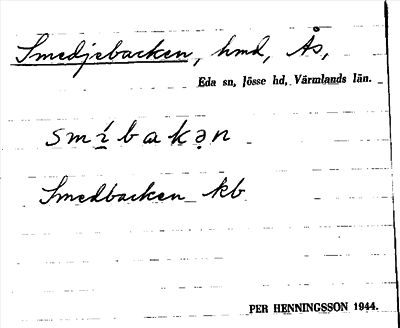 Smedjebacken, hmd, Ås,
Eda sn, Jösse hd, Värmlands län.
smíbakən
Smedbacken kb
PER HENNINGSSON 1944.